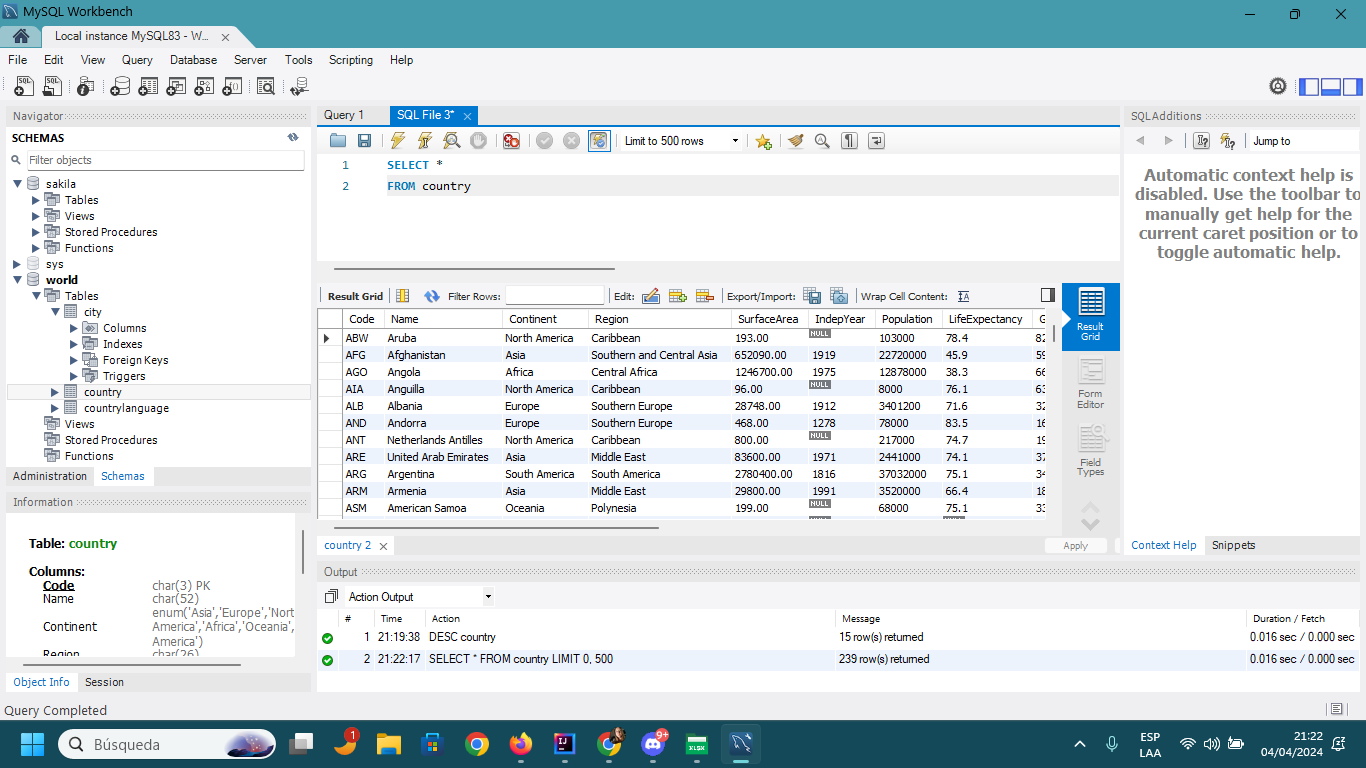 MySQL Workbench
Local instance MySQL83 - W...
File Edit View Query Database Server Tools Scripting Help
Navigator
SCHEMAS
Filter objects
sakila
Tables
Views
Stored Procedures
Functions
sys
world
Tables
city
Columns
Indexes
Foreign Keys
Triggers
country
countrylanguage
Views
Stored Procedures
Functions
Administration Schemas
Information
Table: country
Columns:
Code char(3) PK
Name char(52)
enum('Asia','Europe','Nort
Continent America','Africa','Oceania',
America')
Region char(26)
Object Info Session
Query 1 SQL File 3*
Limit to 500 rows
1 SELECT *
2 FROM country
Result Grid Filter Rows: Edit: Export/Import: Wrap Cell Content:
Code Name Continent Region SurfaceArea IndepYear Population LifeExpectancy G
ABW Aruba North America Caribbean 193.00 NULL 103000 78.4 82
AFG Afghanistan Asia Southern and Central Asia 652090.00 1919 22720000 45.9 59
AGO Angola Africa Central Africa 1246700.00 1975 12878000 38.3 66
AIA Anguilla North America Caribbean 96.00 NULL 8000 76.1 63
ALB Albania Europe Southern Europe 28748.00 1912 3401200 71.6 32
AND Andorra Europe Southern Europe 468.00 1278 78000 83.5 16
ANT Netherlands Antilles North America Caribbean 800.00 NULL 217000 74.7 19
ARE United Arab Emirates Asia Middle East 83600.00 1971 2441000 74.1 37
ARG Argentina South America South America 2780400.00 1816 37032000 75.1 34
ARM Armenia Asia Middle East 29800.00 1991 3520000 66.4 18
ASM American Samoa Oceania Polynesia 199.00 NULL 68000 75.1 33
Result
Grid
Form
Editor
Field
Types
country 2
Apply
SQLAdditions
Jump to
Automatic context help is
disabled. Use the toolbar to
manually get help for the
current caret position or to
toggle automatic help.
Context Help Snippets
Output
Action Output
# Time Action Message Duration / Fetch
1 21:19:38 DESC country 15 row(s) returned 0.016 sec / 0.000 sec
2 21:22:17 SELECT * FROM country LIMIT 0, 500 239 row(s) returned 0.016 sec / 0.000 sec
Query Completed
Búsqueda
1
9+
XLSX
ESP
LAA
21:22
04/04/2024